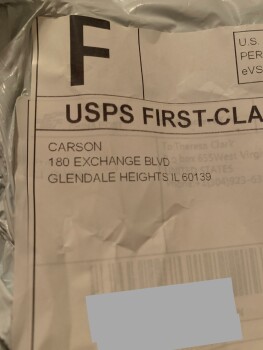 F
U.S.
PER
eVS
USPS FIRST-CLA
CARSON
180 EXCHANGE BLVD
GLENDALE HEIGHTS IL 60139